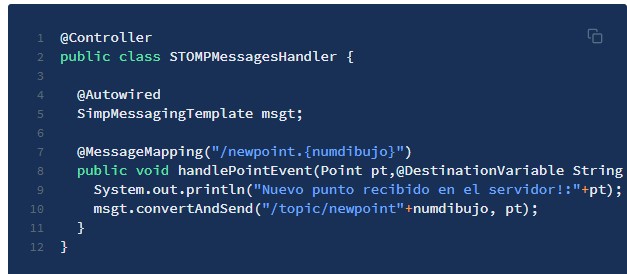 1 @Controller
2 public class STOMPMessagesHandler {
3
4 @Autowired
5 SimpMessagingTemplate msgt;
6
7 @MessageMapping("/newpoint.{numdibujo}")
8 public void handlePointEvent(Point pt,@DestinationVariable String
9 System.out.println("Nuevo punto recibido en el servidor!:"+pt);
10 msgt.convertAndSend("/topic/newpoint"+numdibujo, pt);
11 }
12 }